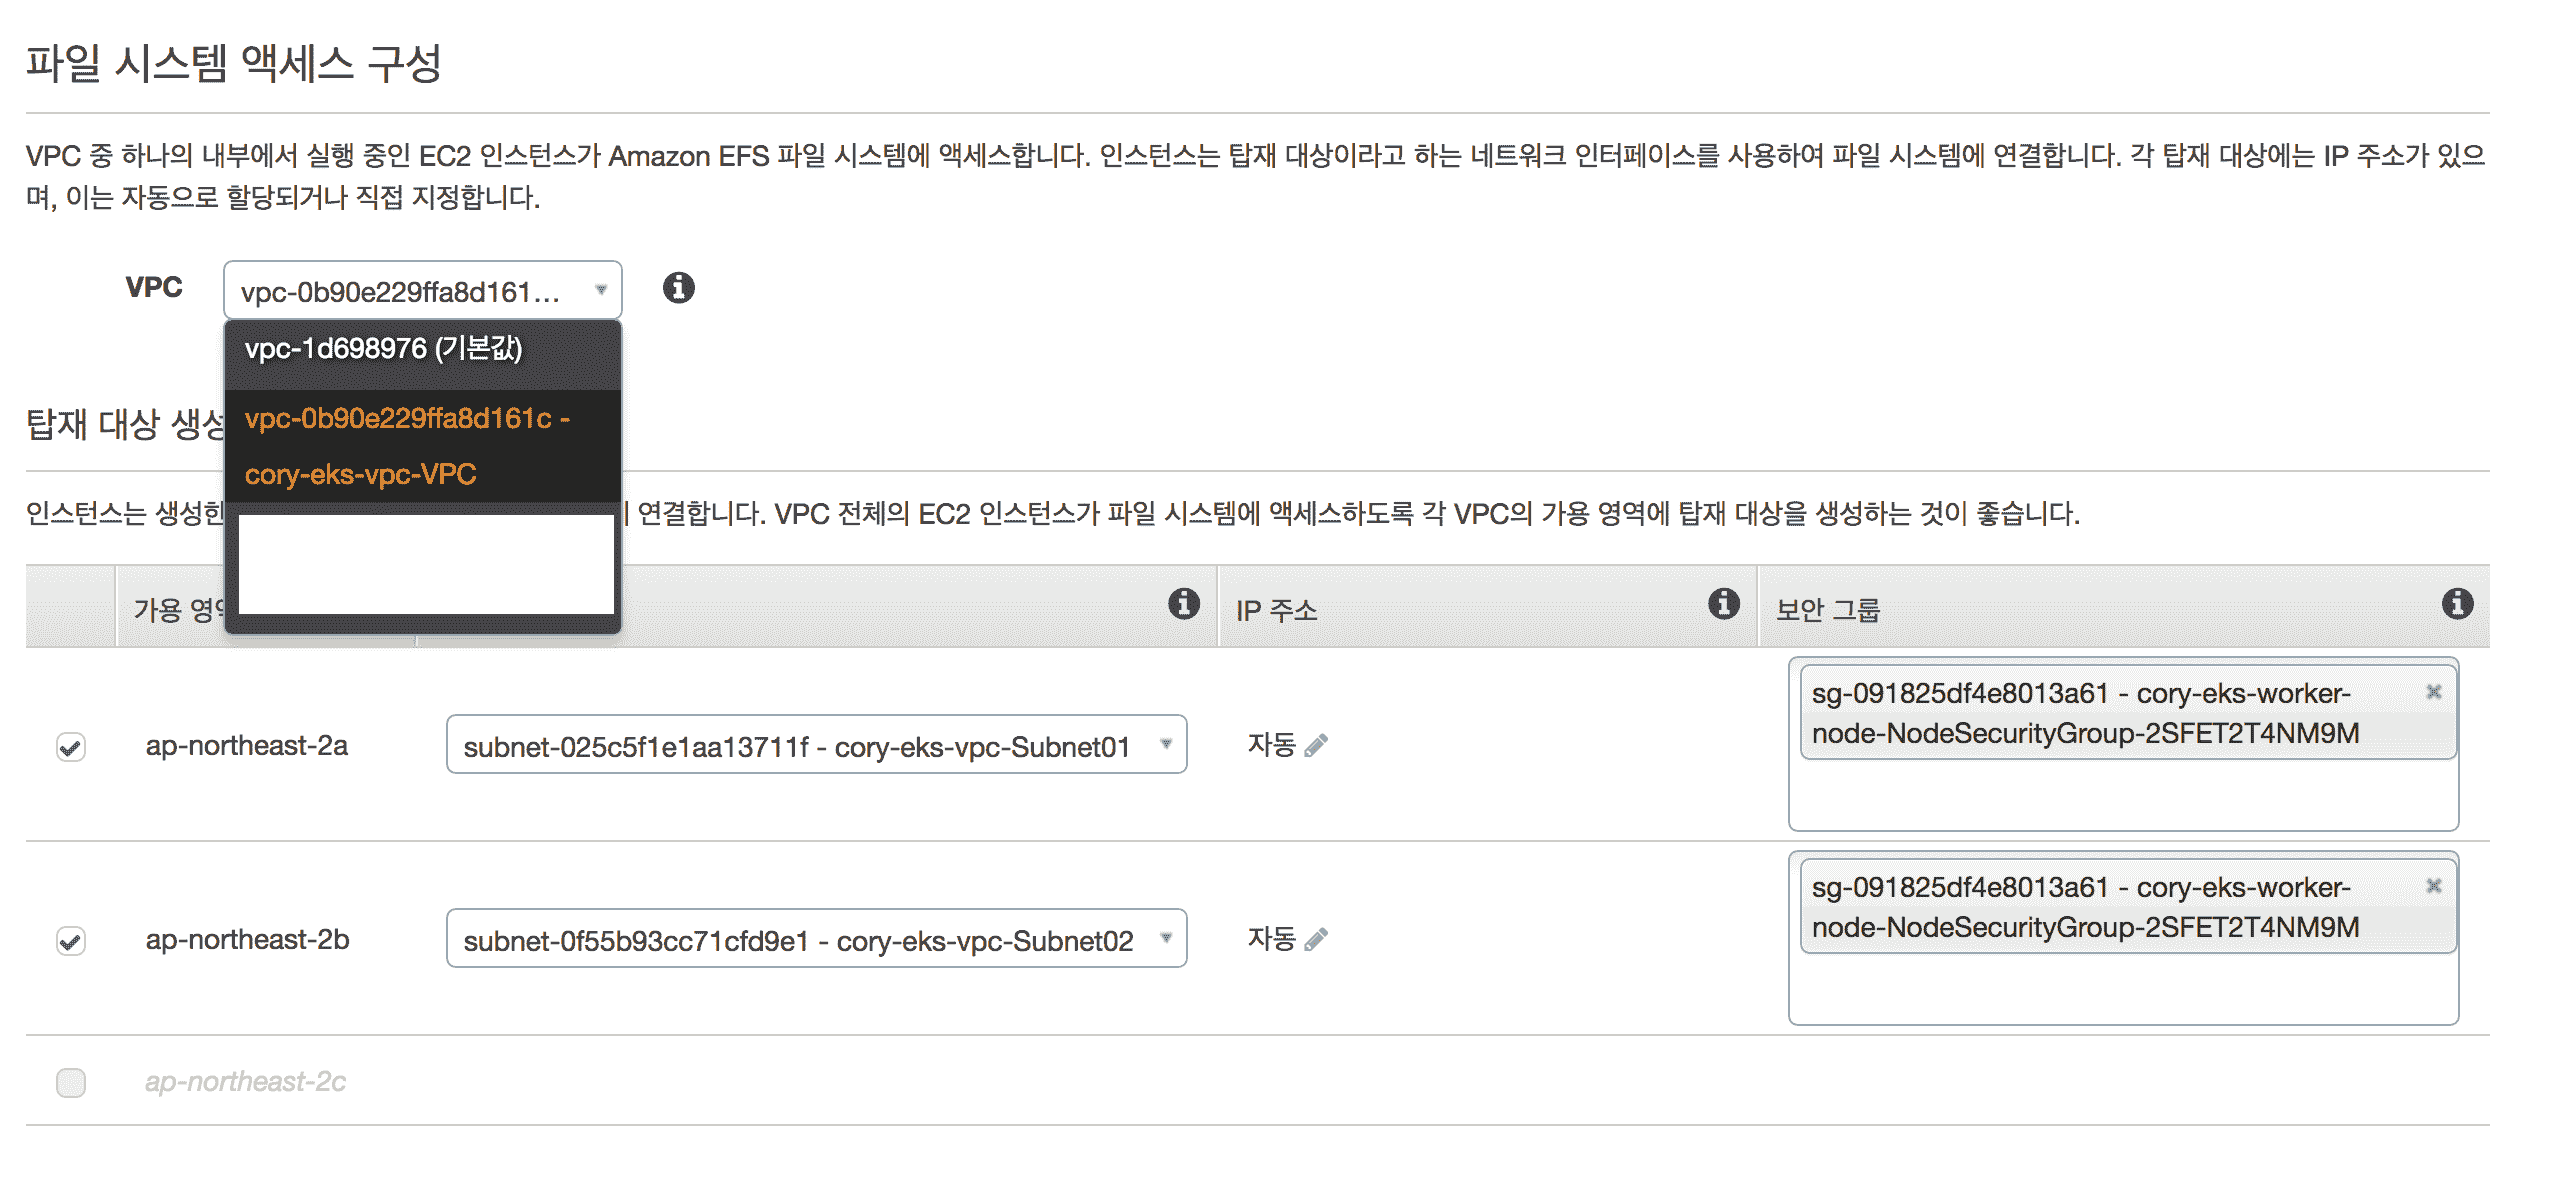 파일 시스템 액세스 구성
VPC 중 하나의 내부에서 실행 중인 EC2 인스턴스가 Amazon EFS 파일 시스템에 액세스합니다. 인스턴스는 탑재 대상이라고 하는 네트워크 인터페이스를 사용하여 파일 시스템에 연결합니다. 각 탑재 대상에는 IP 주소가 있으
며, 이는 자동으로 할당되거나 직접 지정합니다.
VPC vpc-0b90e229ffa8d161...
vpc-1d698976 (기본값)
vpc-0b90e229ffa8d161c -
cory-eks-vpc-VPC
탑재 대상 생성
인스턴스는 생성한 연결합니다. VPC 전체의 EC2 인스턴스가 파일 시스템에 액세스하도록 각 VPC의 가용 영역에 탑재 대상을 생성하는 것이 좋습니다.
가용 영역 IP 주소 보안 그룹
ap-northeast-2a subnet-025c5f1e1aa13711f - cory-eks-vpc-Subnet01 자동 sg-091825df4e8013a61 - cory-eks-worker-
node-NodeSecurityGroup-2SFET2T4NM9M
ap-northeast-2b subnet-0f55b93cc71cfd9e1 - cory-eks-vpc-Subnet02 자동 sg-091825df4e8013a61 - cory-eks-worker-
node-NodeSecurityGroup-2SFET2T4NM9M
ap-northeast-2c